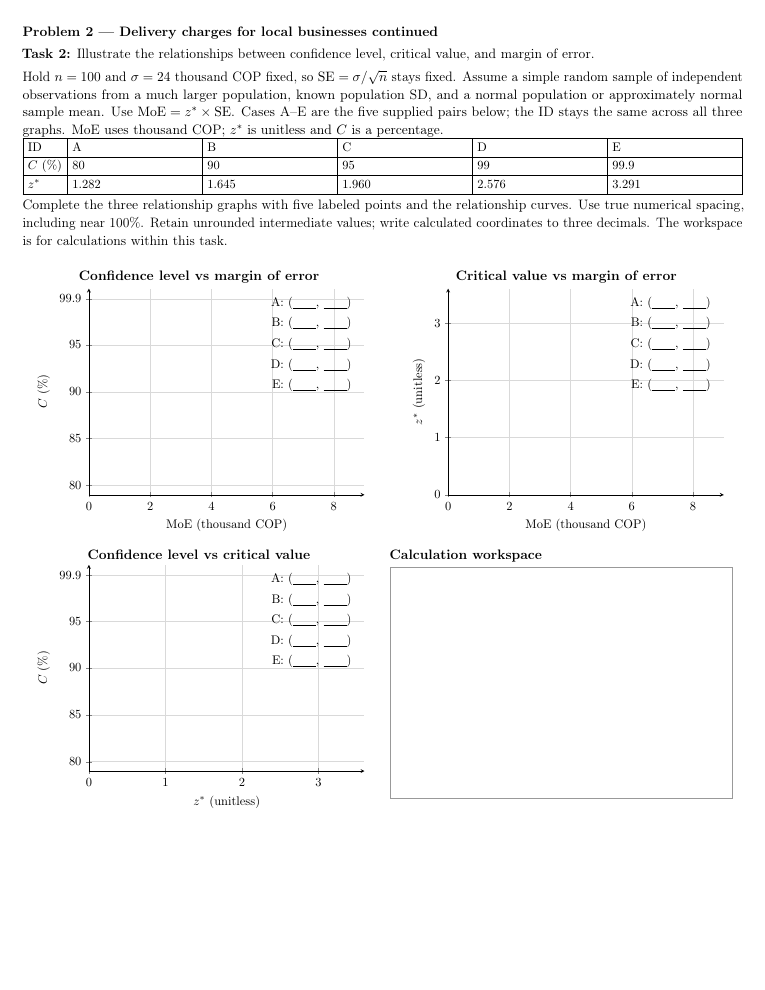 Problem 2 — Delivery charges for local businesses continued
Task 2: Illustrate the relationships between confidence level, critical value, and margin of error.
Hold n = 100 and σ = 24 thousand COP fixed, so SE = σ/√n stays fixed. Assume a simple random sample of independent
observations from a much larger population, known population SD, and a normal population or approximately normal
sample mean. Use MoE = z* × SE. Cases A–E are the five supplied pairs below; the ID stays the same across all three
graphs. MoE uses thousand COP; z* is unitless and C is a percentage.
ID A B C D E
C (%) 80 90 95 99 99.9
z* 1.282 1.645 1.960 2.576 3.291
Complete the three relationship graphs with five labeled points and the relationship curves. Use true numerical spacing,
including near 100%. Retain unrounded intermediate values; write calculated coordinates to three decimals. The workspace
is for calculations within this task.
Confidence level vs margin of error
99.9
95
90
85
80
C (%)
A: (___, ___)
B: (___, ___)
C: (___, ___)
D: (___, ___)
E: (___, ___)
0 2 4 6 8
MoE (thousand COP)
Critical value vs margin of error
3
2
1
0
z* (unitless)
A: (___, ___)
B: (___, ___)
C: (___, ___)
D: (___, ___)
E: (___, ___)
0 2 4 6 8
MoE (thousand COP)
Confidence level vs critical value
99.9
95
90
85
80
C (%)
A: (___, ___)
B: (___, ___)
C: (___, ___)
D: (___, ___)
E: (___, ___)
0 1 2 3
z* (unitless)
Calculation workspace